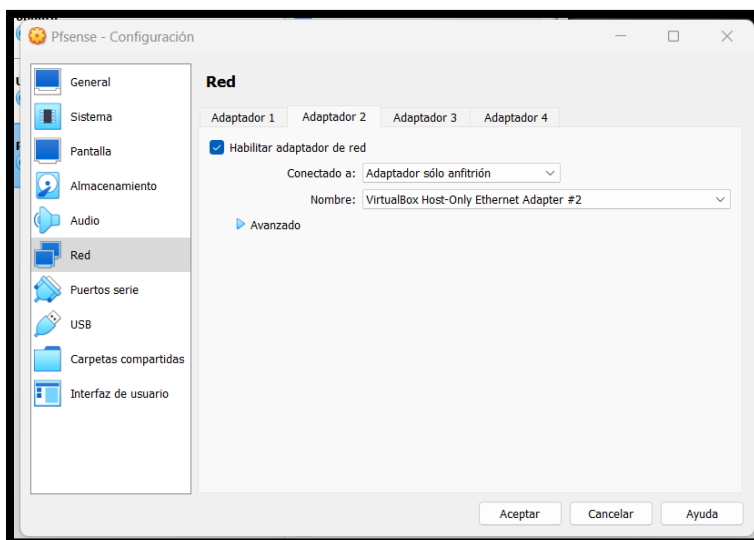 Pfsense - Configuración
General
Sistema
Pantalla
Almacenamiento
Audio
Red
Puertos serie
USB
Carpetas compartidas
Interfaz de usuario
Red
Adaptador 1 Adaptador 2 Adaptador 3 Adaptador 4
Habilitar adaptador de red
Conectado a: Adaptador sólo anfitrión
Nombre: VirtualBox Host-Only Ethernet Adapter #2
Avanzado
Aceptar Cancelar Ayuda